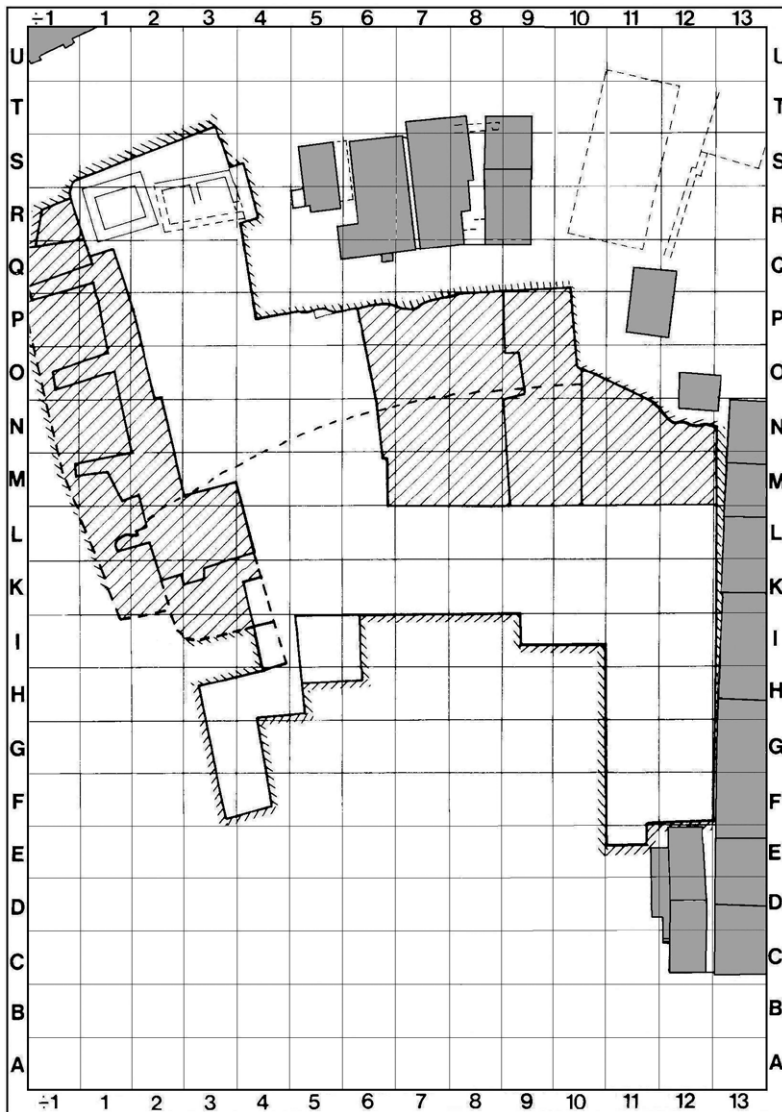 ÷1 1 2 3 4 5 6 7 8 9 10 11 12 13
U U
T T
S S
R R
Q Q
P P
O O
N N
M M
L L
K K
I I
H H
G G
F F
E E
D D
C C
B B
A A
÷1 1 2 3 4 5 6 7 8 9 10 11 12 13